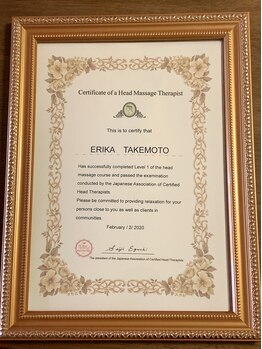 Certificate of a Head Massage Therapist
This is to certify that
ERIKA TAKEMOTO
Has successfully completed Level 1 of the head
massage course and passed the examination
conducted by the Japanese Association of Certified
Head Therapists.
Please be committed to providing relaxation for your
persons close to you as well as clients in
communities.
February / 3/ 2020
The president of the Japanese Association of Certified Head Therapists